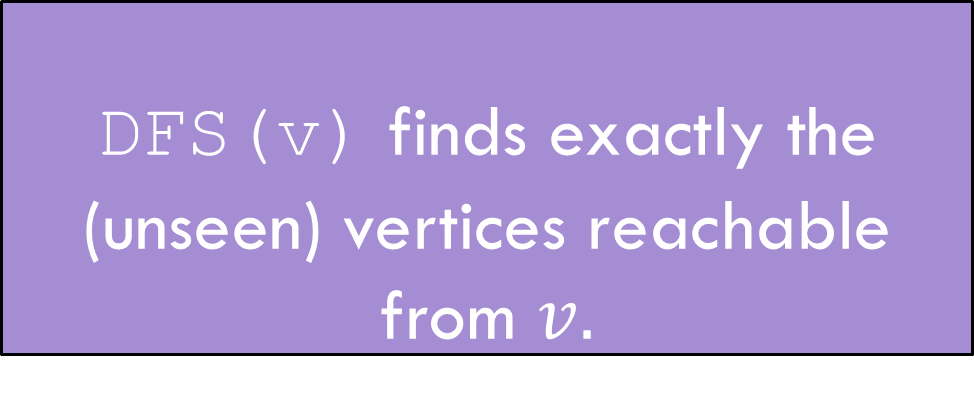 DFS(v) finds exactly the
(unseen) vertices reachable
from 𝑣.